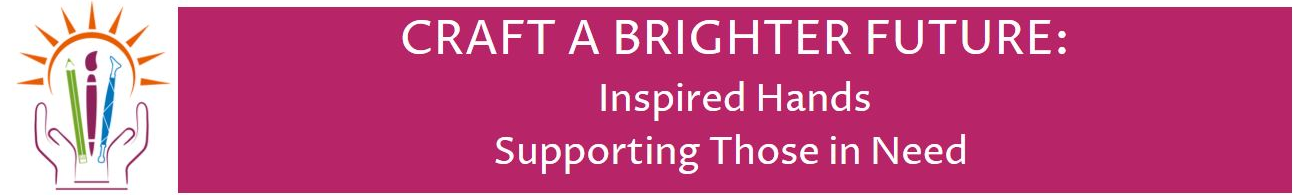 CRAFT A BRIGHTER FUTURE:
Inspired Hands
Supporting Those in Need